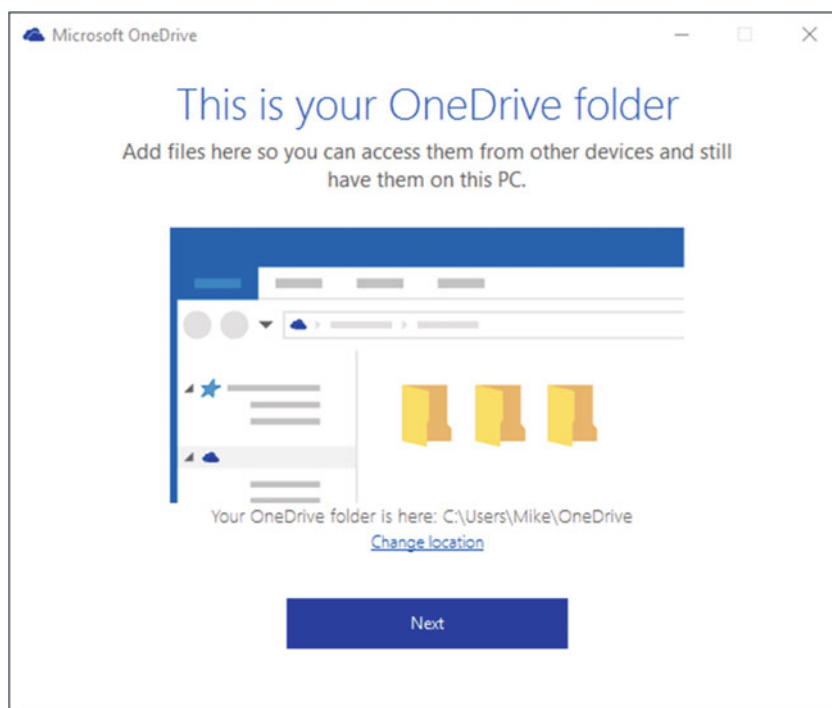 Microsoft OneDrive
This is your OneDrive folder
Add files here so you can access them from other devices and still
have them on this PC.
Your OneDrive folder is here: C:\Users\Mike\OneDrive
Change location
Next